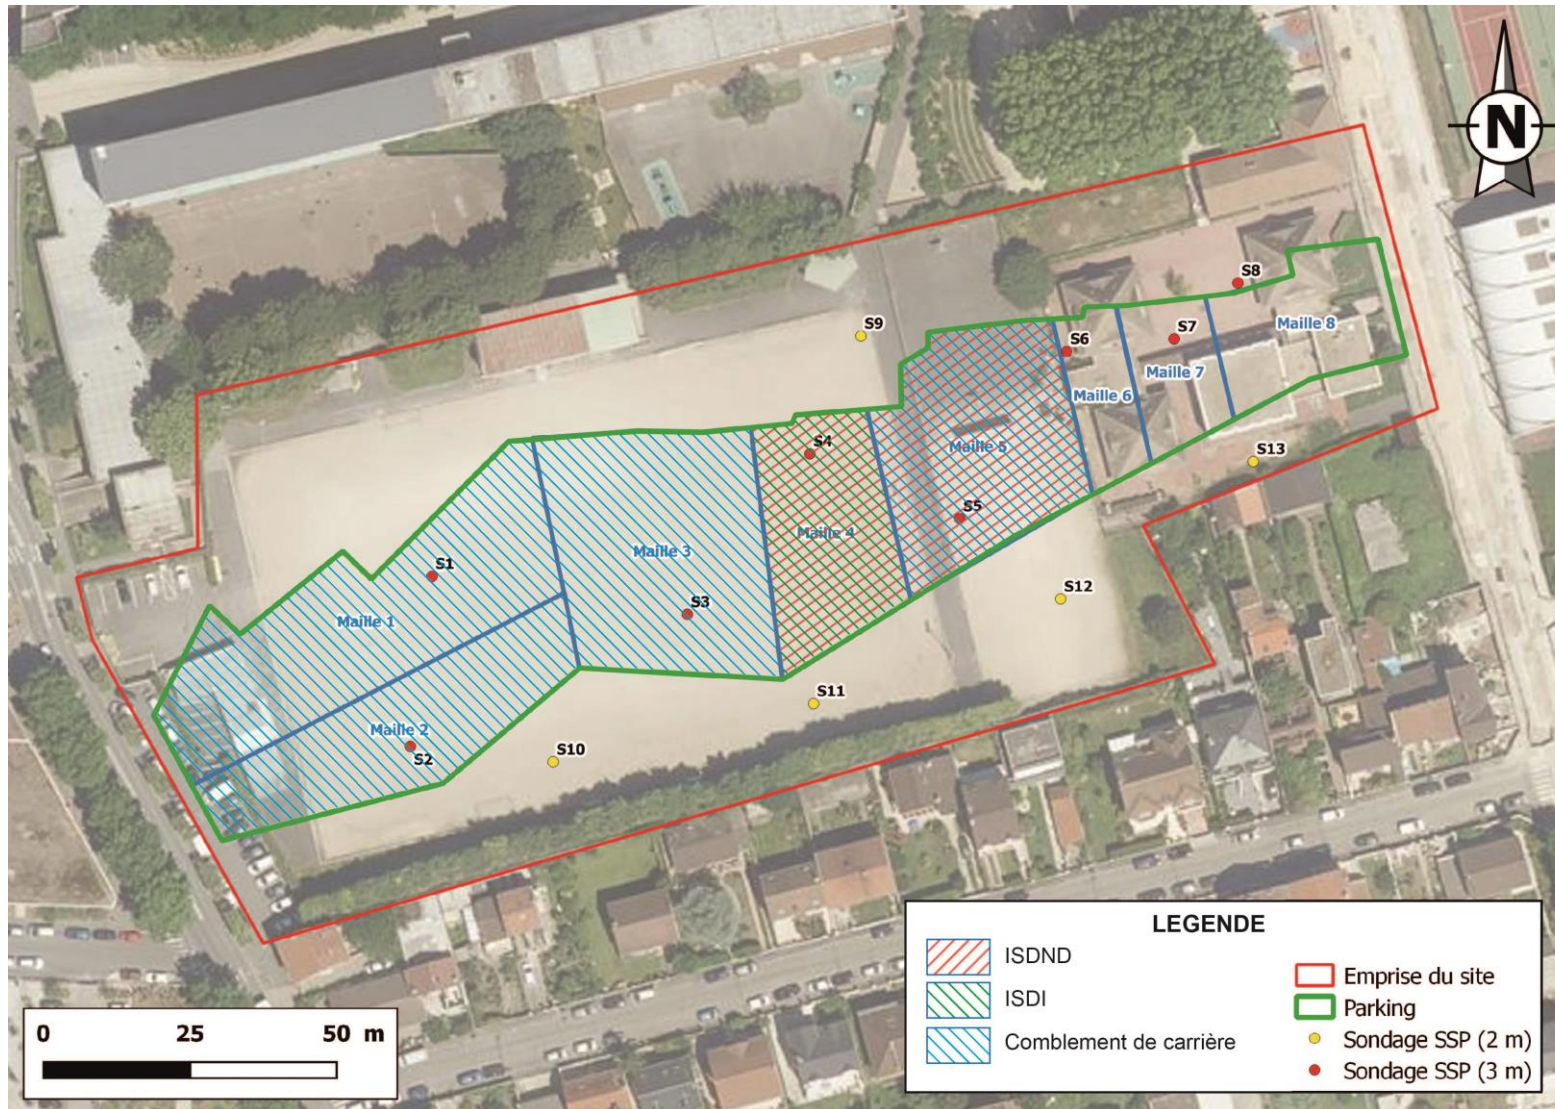 N
S8
S9
S7
S6
Maille 8
Maille 7
Maille 6
S4
Maille 5
S13
S5
Maille 4
Maille 3
S1
S3
S12
Maille 1
S11
Maille 2
S2
S10
LEGENDE
ISDND
ISDI
Comblement de carrière
Emprise du site
Parking
Sondage SSP (2 m)
Sondage SSP (3 m)
0 25 50 m